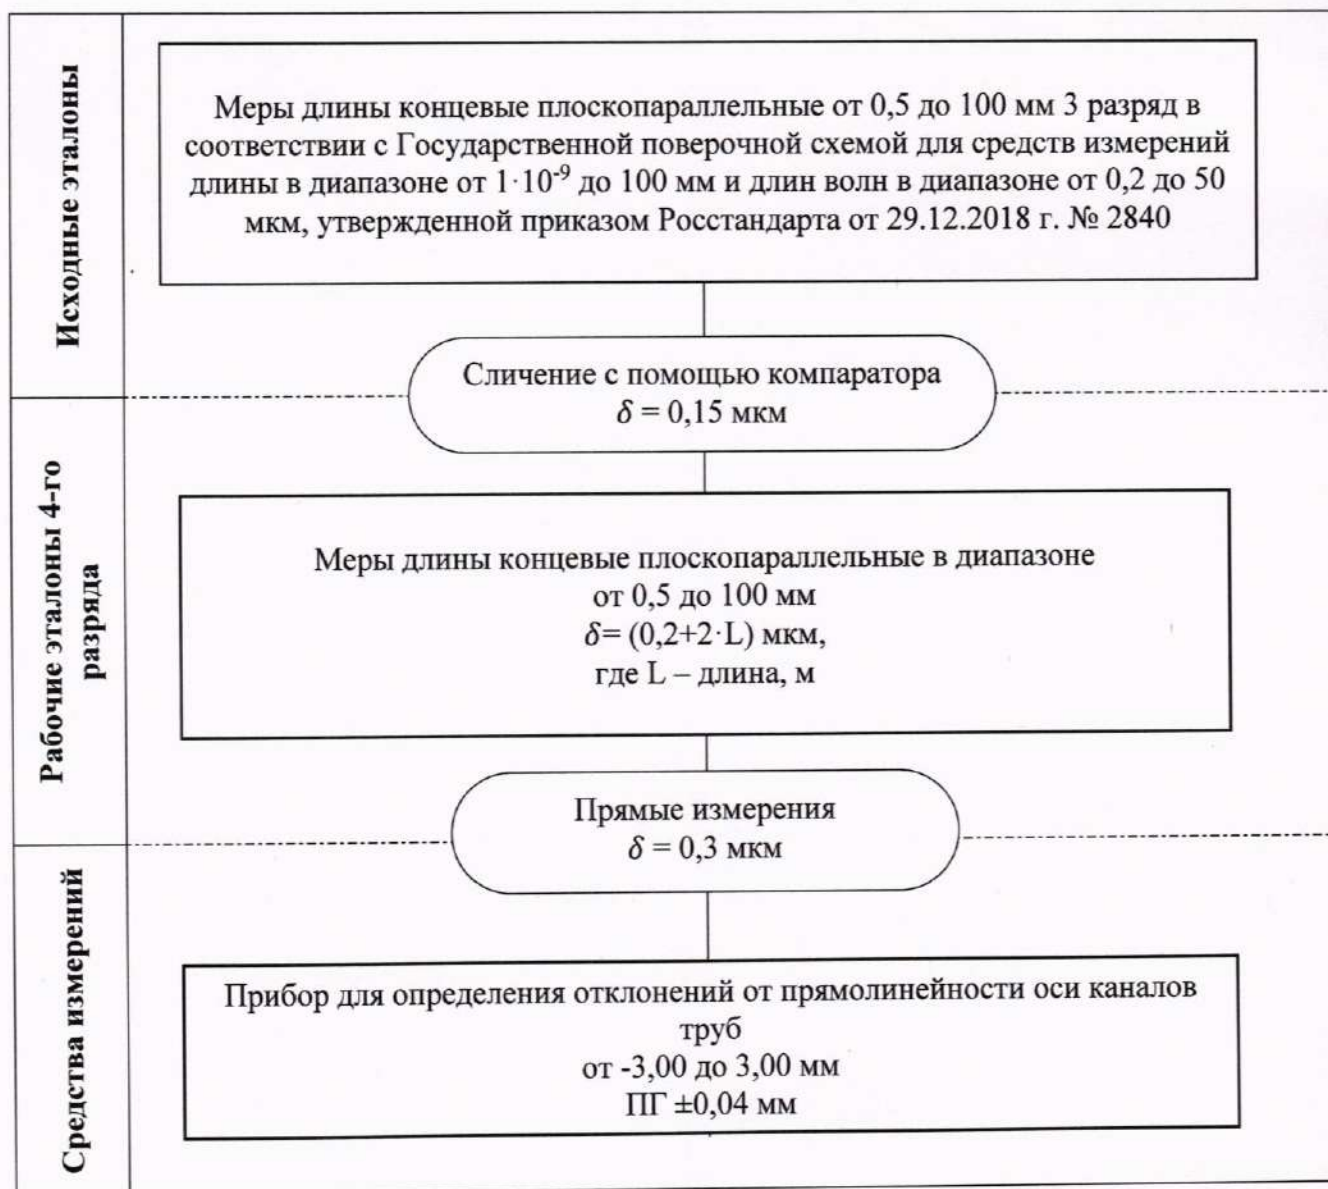 Исходные эталоны
Меры длины концевые плоскопараллельные от 0,5 до 100 мм 3 разряд в
соответствии с Государственной поверочной схемой для средств измерений
длины в диапазоне от 1·10⁻⁹ до 100 мм и длин волн в диапазоне от 0,2 до 50
мкм, утвержденной приказом Росстандарта от 29.12.2018 г. № 2840
Сличение с помощью компаратора
δ = 0,15 мкм
Рабочие эталоны 4-го
разряда
Меры длины концевые плоскопараллельные в диапазоне
от 0,5 до 100 мм
δ= (0,2+2·L) мкм,
где L – длина, м
Прямые измерения
δ = 0,3 мкм
Средства измерений
Прибор для определения отклонений от прямолинейности оси каналов
труб
от -3,00 до 3,00 мм
ПГ ±0,04 мм